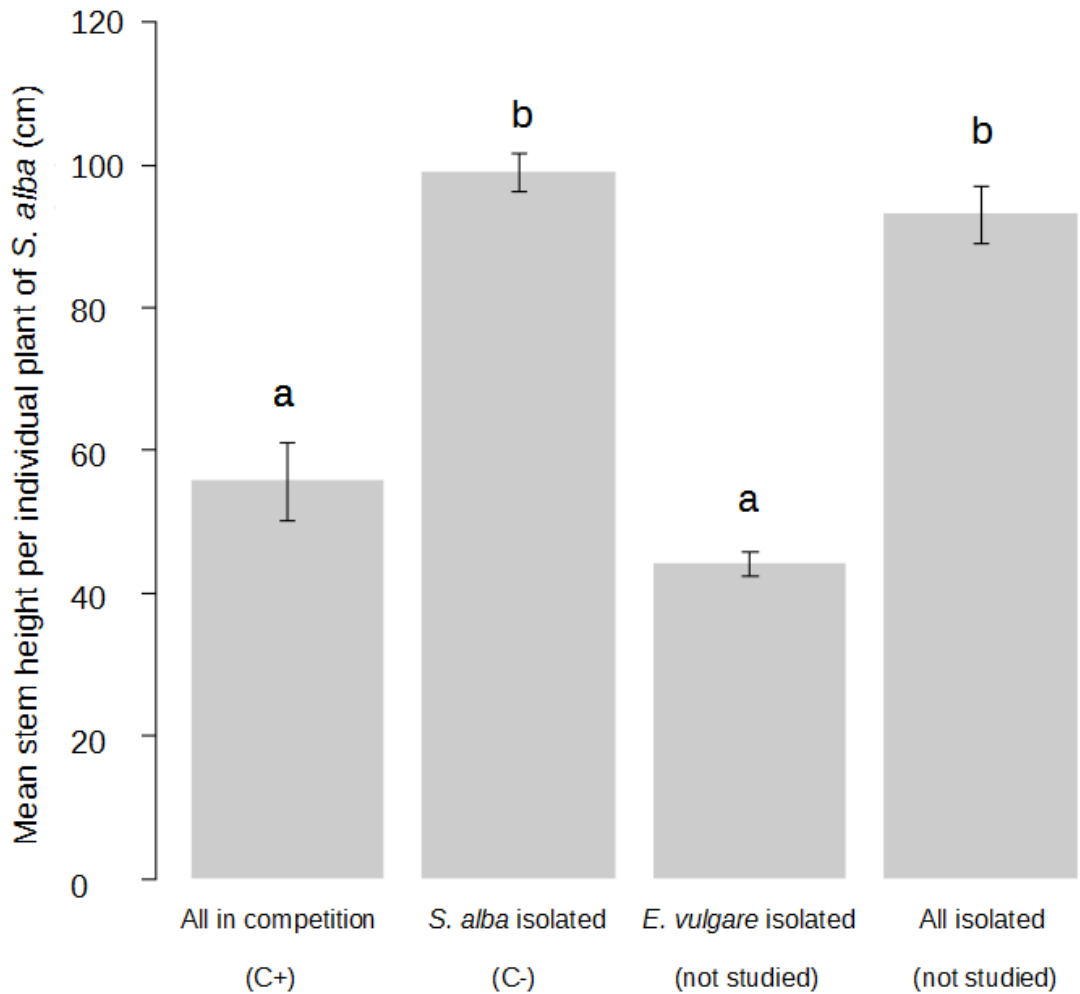 Mean stem height per individual plant of S. alba (cm)
120
100
80
60
40
20
0
a
b
a
b
All in competition
(C+)
S. alba isolated
(C-)
E. vulgare isolated
(not studied)
All isolated
(not studied)